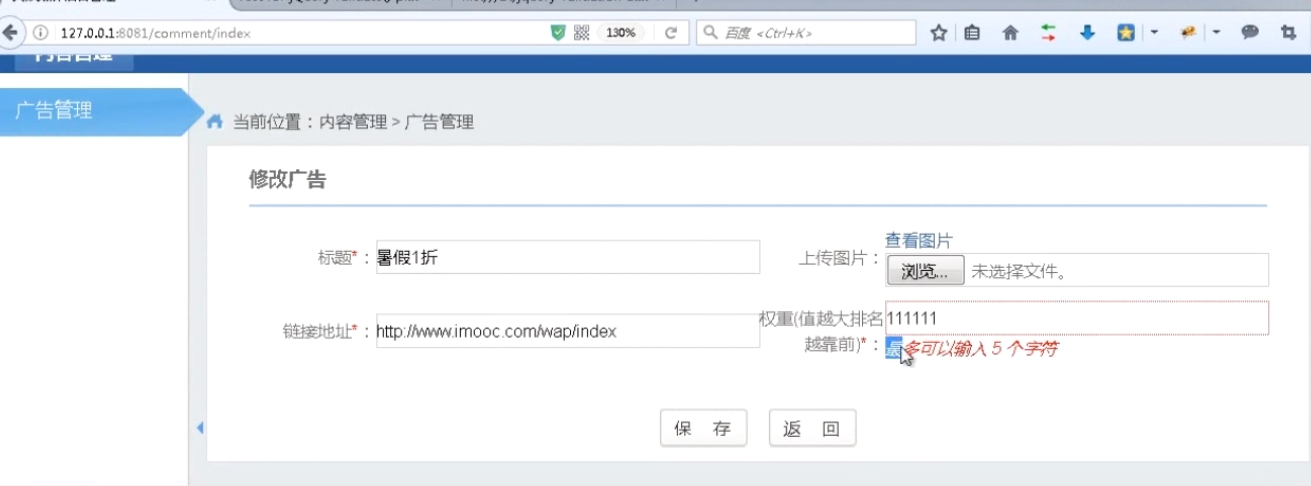 127.0.0.1:8081/comment/index
130%
百度 <Ctrl+K>
内容管理
广告管理
当前位置：内容管理 > 广告管理
修改广告
查看图片
标题*：暑假1折
上传图片：浏览... 未选择文件。
链接地址*：http://www.imooc.com/wap/index
权重(值越大排名越靠前)*：111111
最多可以输入 5 个字符
保 存
返 回